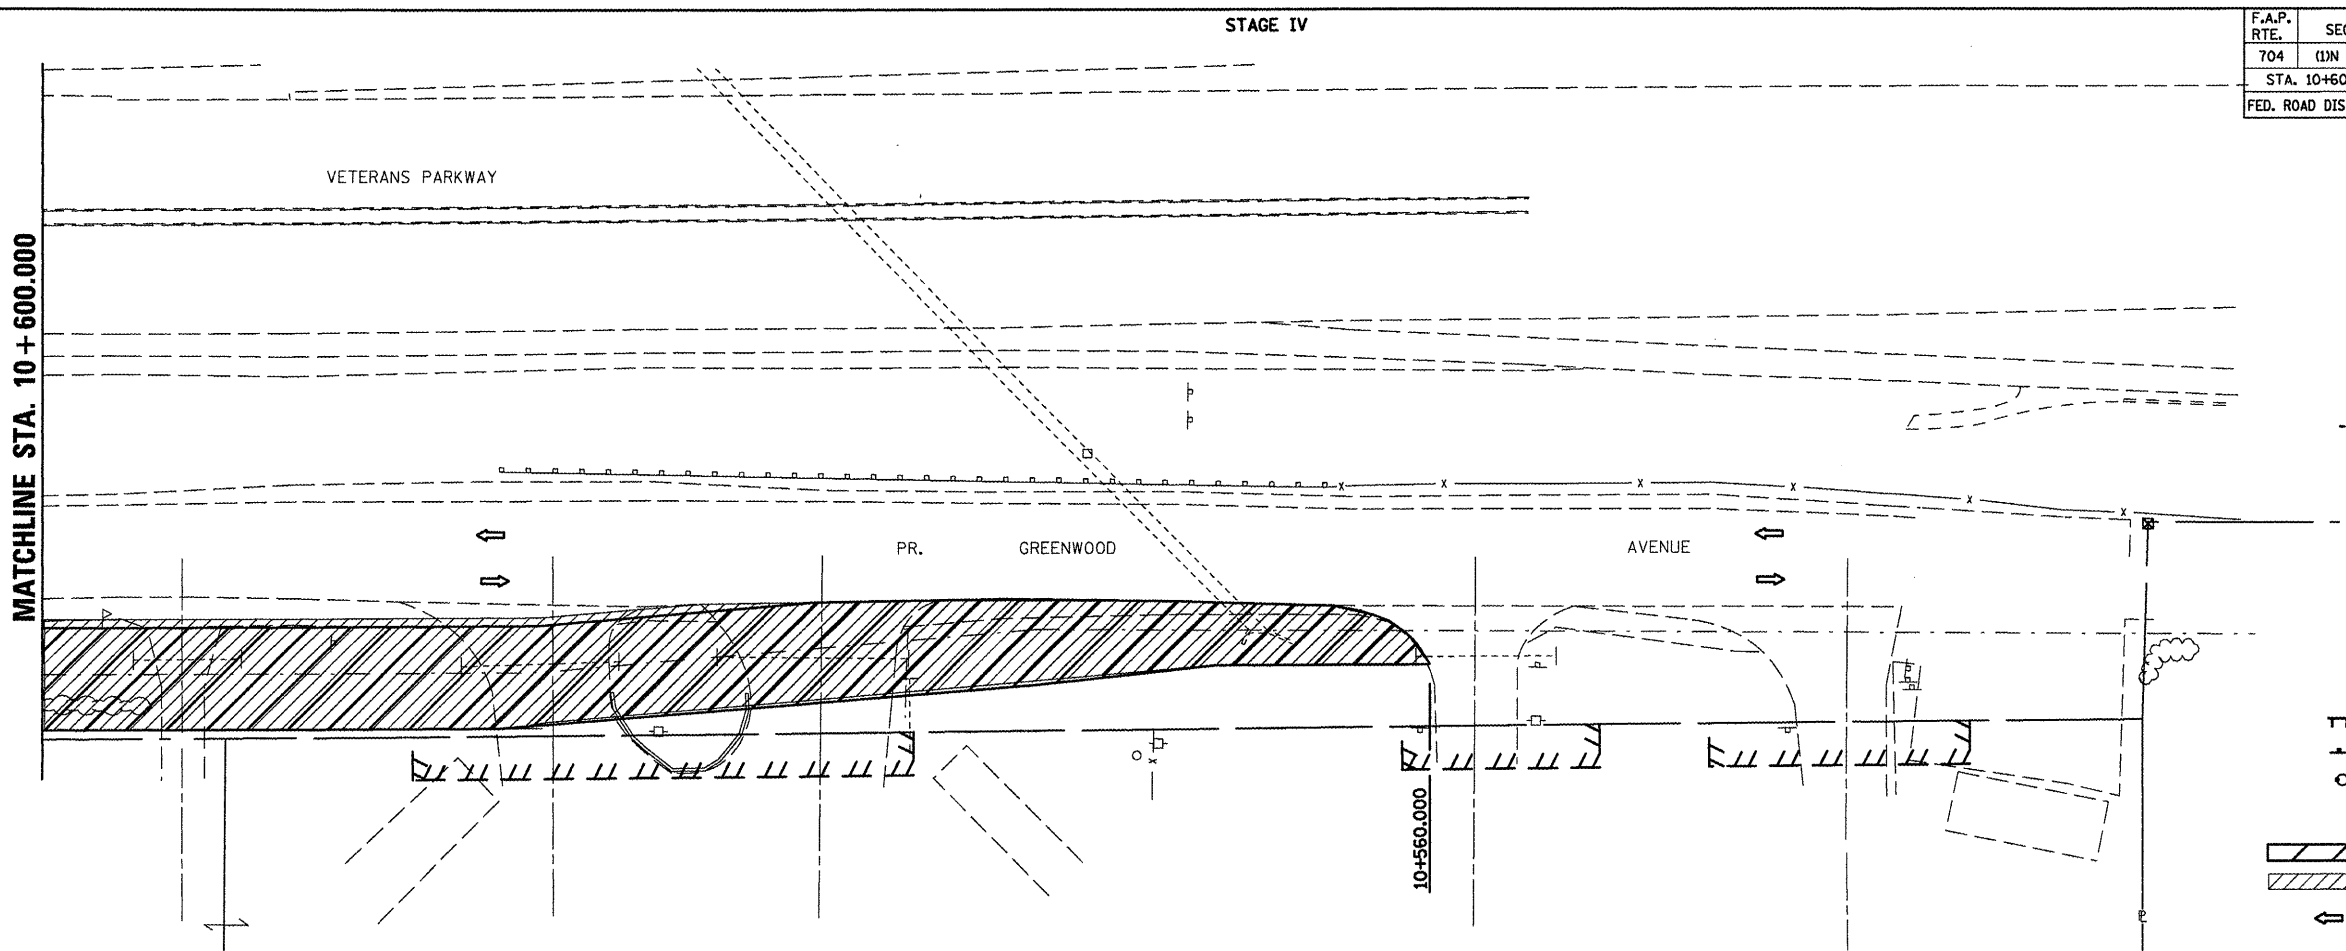 STAGE IV
F.A.P. RTE.
SEC
704
(1)N
STA. 10+60
FED. ROAD DIS
VETERANS PARKWAY
MATCHLINE STA. 10+600.000
PR. GREENWOOD AVENUE
10+560.000